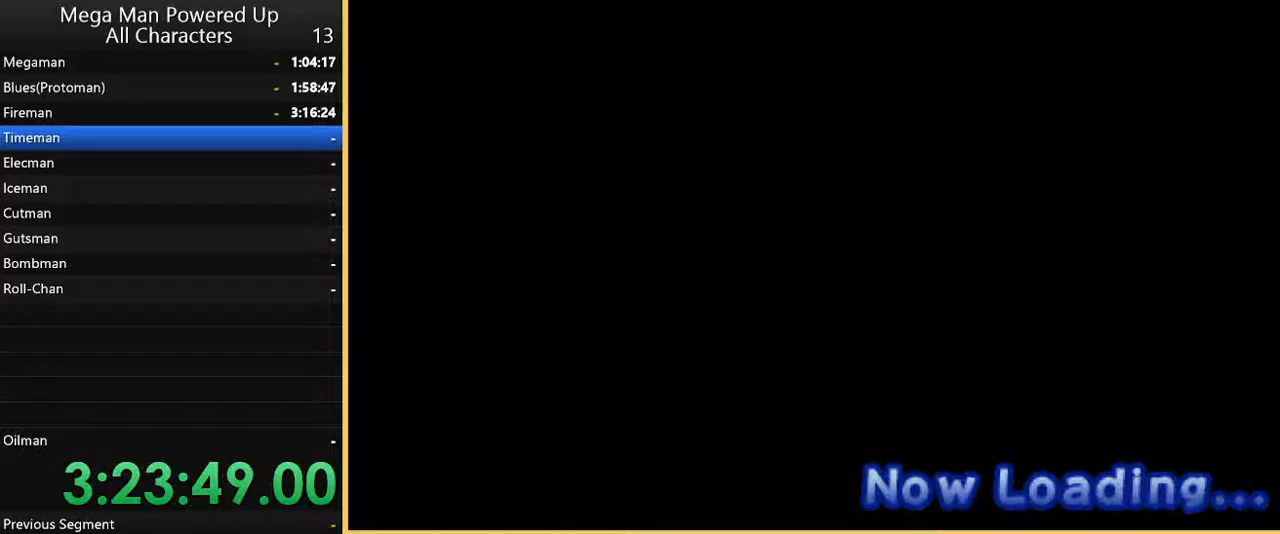 Mega Man Powered Up
All Characters 13
Megaman - 1:04:17
Blues(Protoman) - 1:58:47
Fireman - 3:16:24
Timeman -
Elecman -
Iceman -
Cutman -
Gutsman -
Bombman -
Roll-Chan -
Oilman -
3:23:49.00
Previous Segment -
Now Loading...